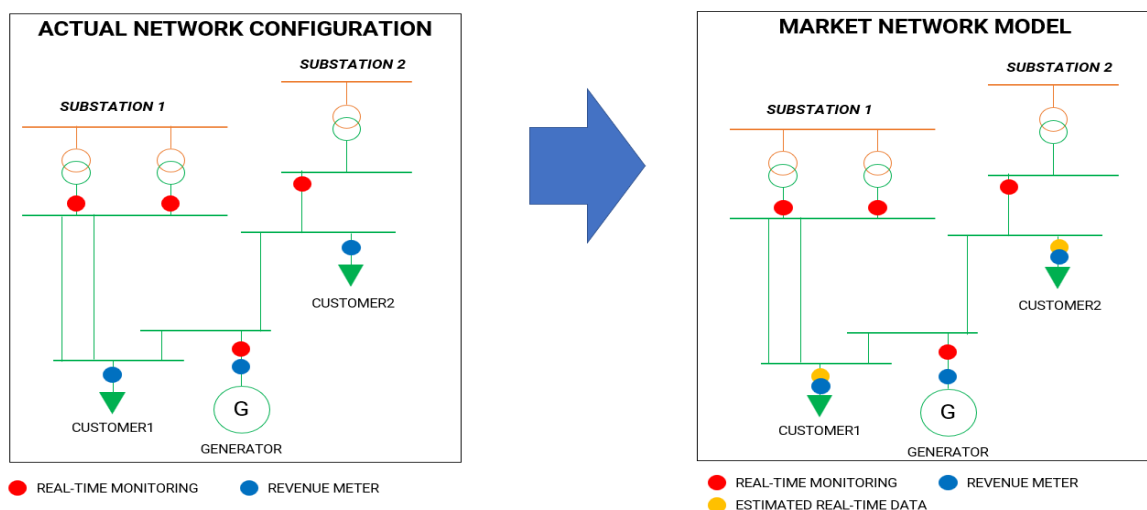 ACTUAL NETWORK CONFIGURATION
SUBSTATION 2
SUBSTATION 1
CUSTOMER2
CUSTOMER1
G
GENERATOR
REAL-TIME MONITORING
REVENUE METER
MARKET NETWORK MODEL
SUBSTATION 2
SUBSTATION 1
CUSTOMER2
CUSTOMER1
G
GENERATOR
REAL-TIME MONITORING
REVENUE METER
ESTIMATED REAL-TIME DATA